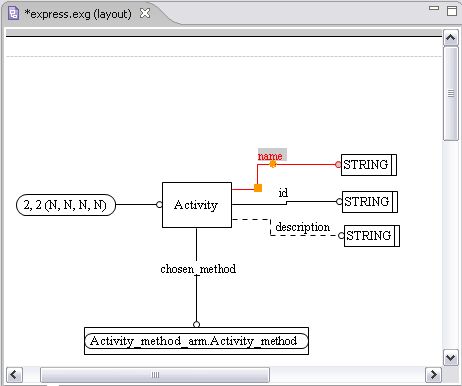 *express.exg (layout)
name
STRING
id
2, 2 (N, N, N, N)
Activity
STRING
description
STRING
chosen_method
Activity_method_arm.Activity_method